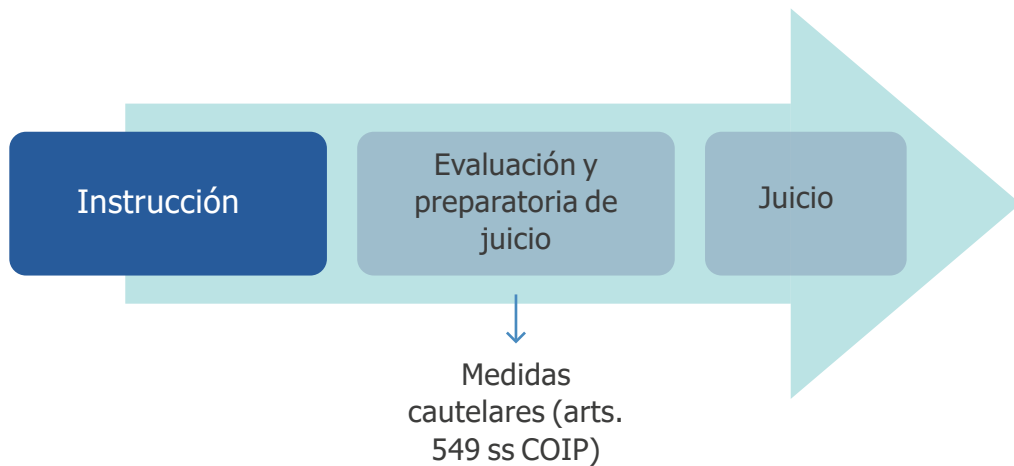 Instrucción
Evaluación y
preparatoria de
juicio
Juicio
Medidas
cautelares (arts.
549 ss COIP)